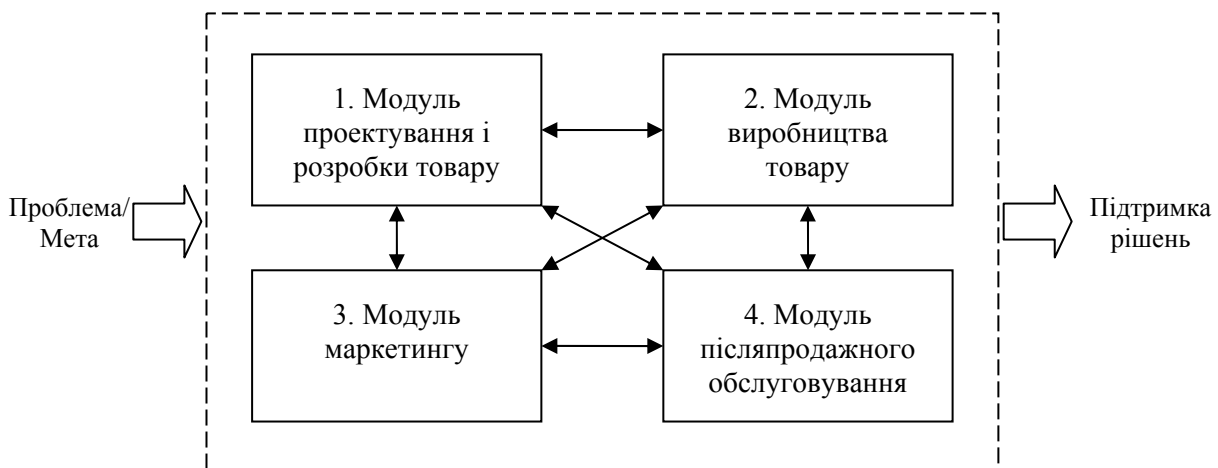 1. Модуль
проектування і
розробки товару
2. Модуль
виробництва
товару
Проблема/
Мета
Підтримка
рішень
3. Модуль
маркетингу
4. Модуль
післяпродажного
обслуговування